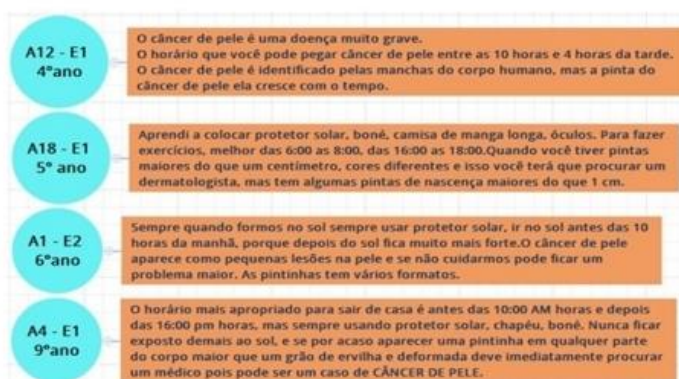 A12 - E1
4°ano
O câncer de pele é uma doença muito grave.
O horário que você pode pegar câncer de pele entre as 10 horas e 4 horas da tarde.
O câncer de pele é identificado pelas manchas do corpo humano, mas a pinta do
câncer de pele ela cresce com o tempo.
A18 - E1
5° ano
Aprendi a colocar protetor solar, boné, camisa de manga longa, óculos. Para fazer
exercícios, melhor das 6:00 as 8:00, das 16:00 as 18:00.Quando você tiver pintas
maiores do que um centímetro, cores diferentes e isso você terá que procurar um
dermatologista, mas tem algumas pintas de nascença maiores do que 1 cm.
A1 - E2
6°ano
Sempre quando formos no sol sempre usar protetor solar, ir no sol antes das 10
horas da manhã, porque depois do sol fica muito mais forte.O câncer de pele
aparece como pequenas lesões na pele e se não cuidarmos pode ficar um
problema maior. As pintinhas tem vários formatos.
A4 - E1
9°ano
O horário mais apropriado para sair de casa é antes das 10:00 AM horas e depois
das 16:00 pm horas, mas sempre usando protetor solar, chapéu, boné. Nunca ficar
exposto demais ao sol, e se por acaso aparecer uma pintinha em qualquer parte
do corpo maior que um grão de ervilha e deformada deve imediatamente procurar
um médico pois pode ser um caso de CÂNCER DE PELE.